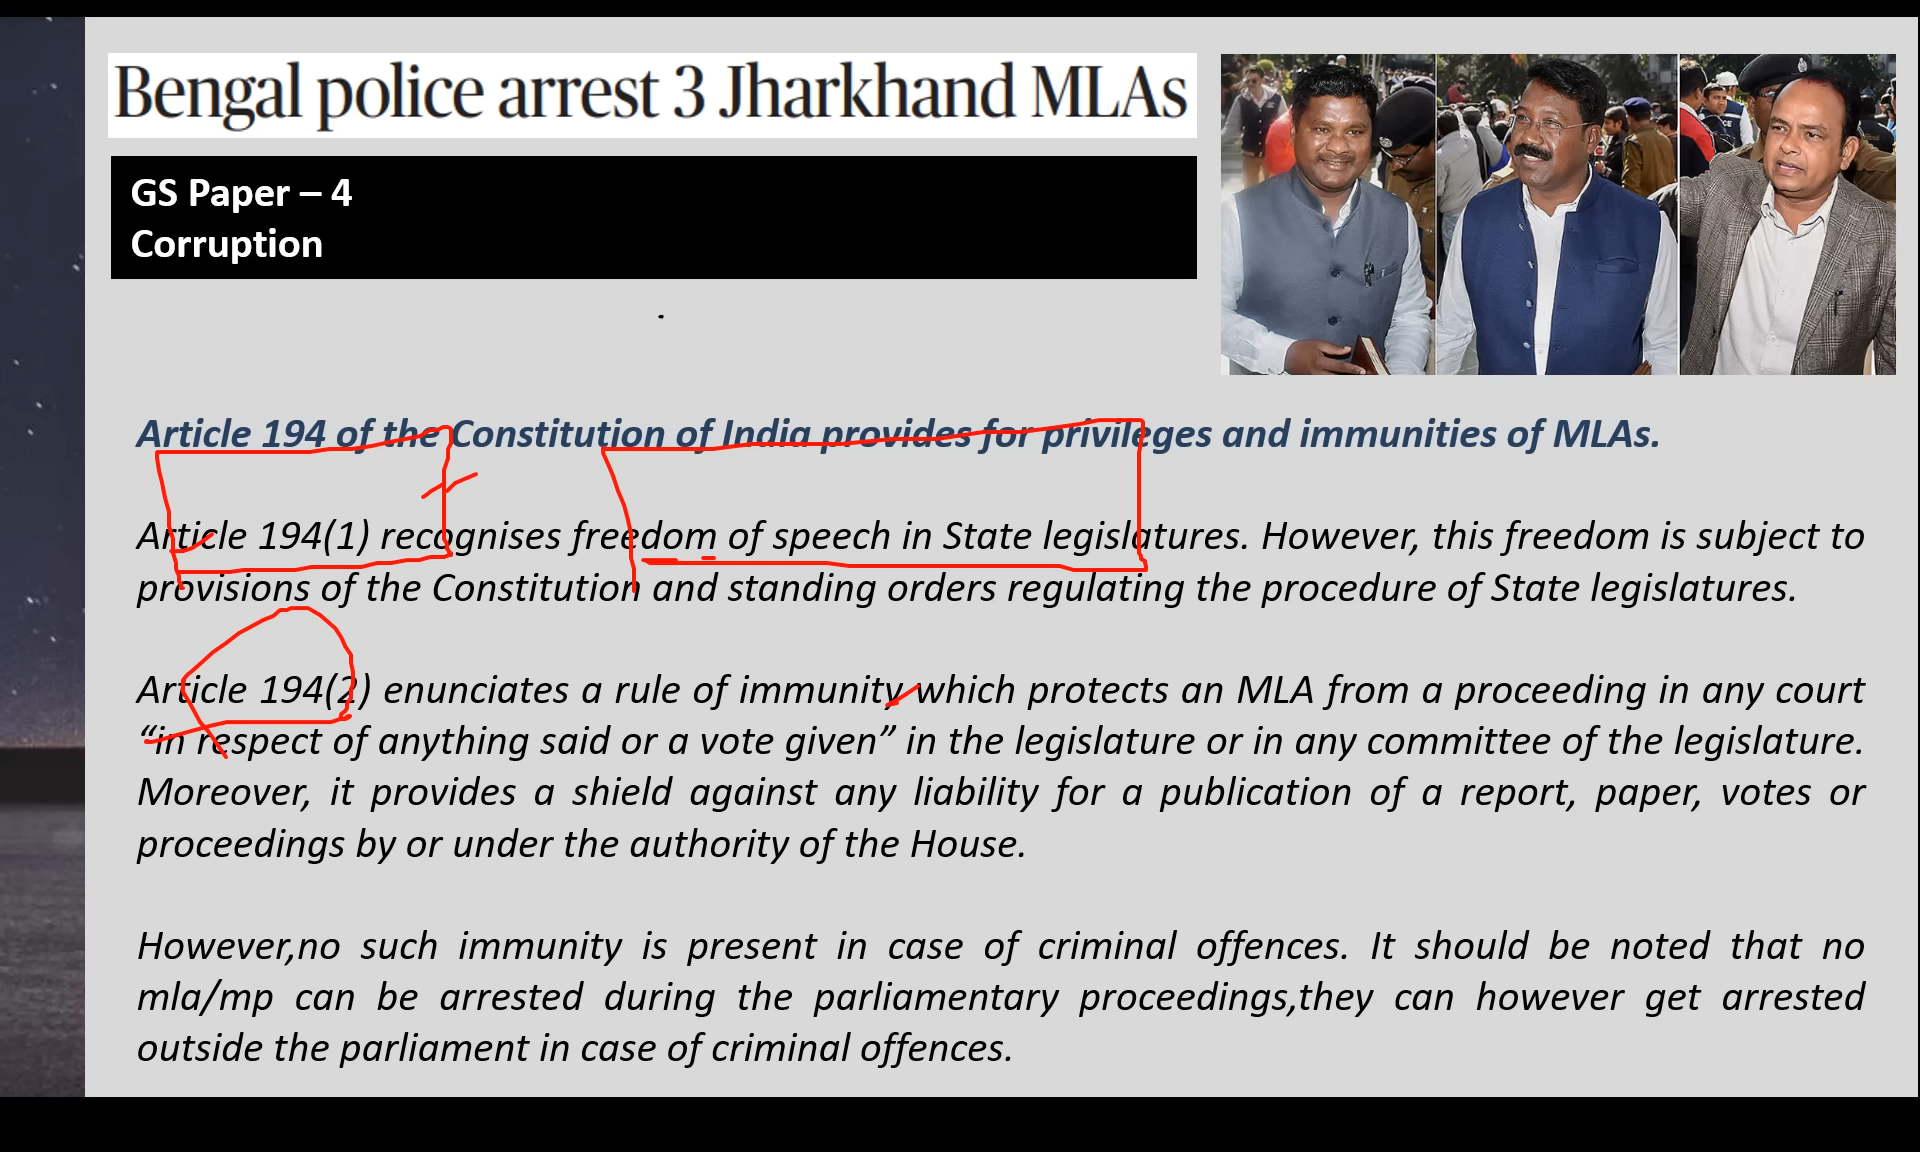 Bengal police arrest 3 Jharkhand MLAs
GS Paper – 4
Corruption
Article 194 of the Constitution of India provides for privileges and immunities of MLAs.
Article 194(1) recognises freedom of speech in State legislatures. However, this freedom is subject to
provisions of the Constitution and standing orders regulating the procedure of State legislatures.
Article 194(2) enunciates a rule of immunity which protects an MLA from a proceeding in any court
“in respect of anything said or a vote given” in the legislature or in any committee of the legislature.
Moreover, it provides a shield against any liability for a publication of a report, paper, votes or
proceedings by or under the authority of the House.
However,no such immunity is present in case of criminal offences. It should be noted that no
mla/mp can be arrested during the parliamentary proceedings,they can however get arrested
outside the parliament in case of criminal offences.